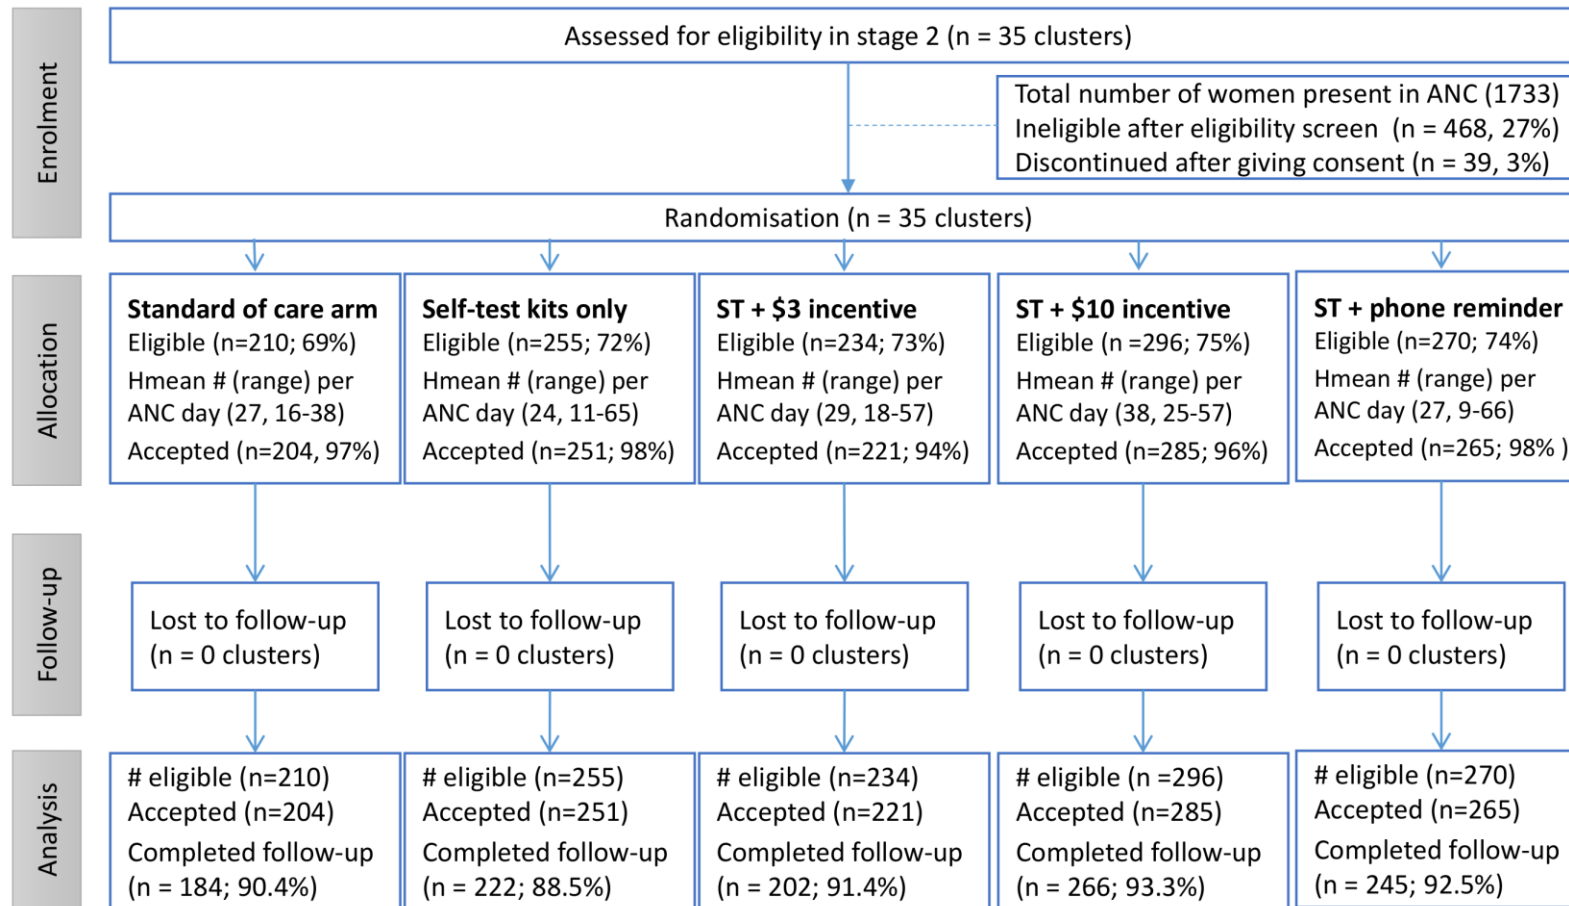 Enrolment
Assessed for eligibility in stage 2 (n = 35 clusters)
Total number of women present in ANC (1733)
Ineligible after eligibility screen (n = 468, 27%)
Discontinued after giving consent (n = 39, 3%)
Randomisation (n = 35 clusters)
Allocation
Standard of care arm
Eligible (n=210; 69%)
Hmean # (range) per
ANC day (27, 16-38)
Accepted (n=204, 97%)
Self-test kits only
Eligible (n=255; 72%)
Hmean # (range) per
ANC day (24, 11-65)
Accepted (n=251; 98%)
ST + $3 incentive
Eligible (n=234; 73%)
Hmean # (range) per
ANC day (29, 18-57)
Accepted (n=221; 94%)
ST + $10 incentive
Eligible (n =296; 75%)
Hmean # (range) per
ANC day (38, 25-57)
Accepted (n=285; 96%)
ST + phone reminder
Eligible (n=270; 74%)
Hmean # (range) per
ANC day (27, 9-66)
Accepted (n=265; 98% )
Follow-up
Lost to follow-up
(n = 0 clusters)
Lost to follow-up
(n = 0 clusters)
Lost to follow-up
(n = 0 clusters)
Lost to follow-up
(n = 0 clusters)
Lost to follow-up
(n = 0 clusters)
Analysis
# eligible (n=210)
Accepted (n=204)
Completed follow-up
(n = 184; 90.4%)
# eligible (n=255)
Accepted (n=251)
Completed follow-up
(n = 222; 88.5%)
# eligible (n=234)
Accepted (n=221)
Completed follow-up
(n = 202; 91.4%)
# eligible (n =296)
Accepted (n=285)
Completed follow-up
(n = 266; 93.3%)
# eligible (n=270)
Accepted (n=265)
Completed follow-up
(n = 245; 92.5%)